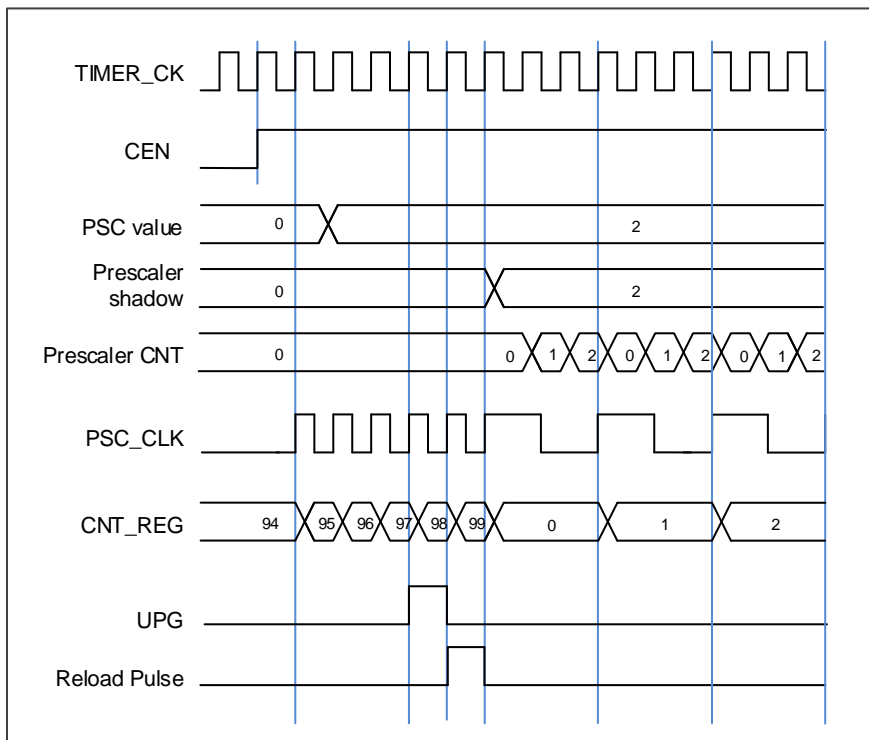 TIMER_CK
CEN
PSC value 0 2
Prescaler
shadow 0 2
Prescaler CNT 0 0 1 2 0 1 2 0 1 2
PSC_CLK
CNT_REG 94 95 96 97 98 99 0 1 2
UPG
Reload Pulse